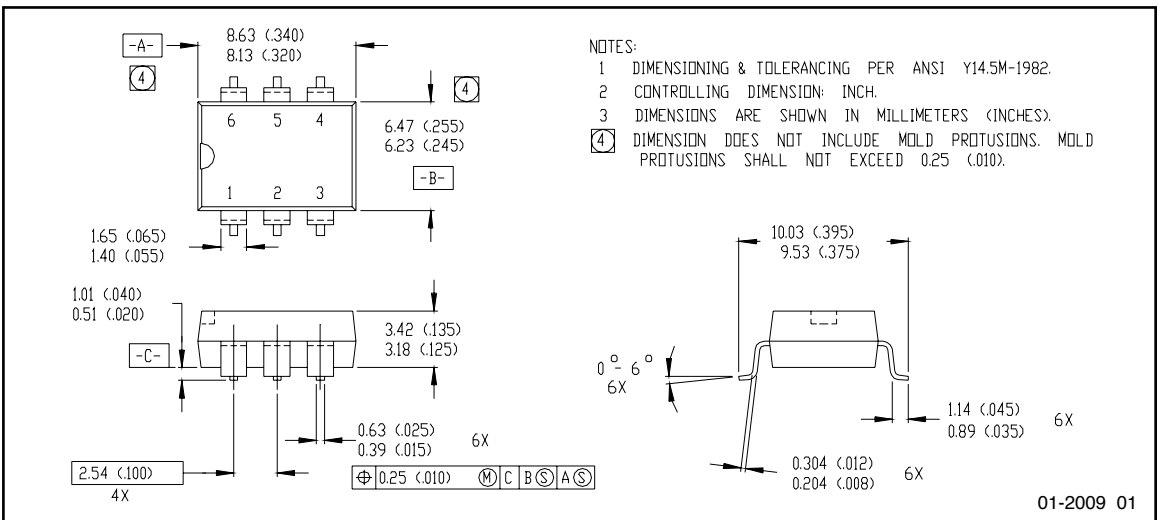 -A-
8.63 (.340)
8.13 (.320)
4
4
6 5 4
1 2 3
6.47 (.255)
6.23 (.245)
-B-
1.65 (.065)
1.40 (.055)
NOTES:
1 DIMENSIONING & TOLERANCING PER ANSI Y14.5M-1982.
2 CONTROLLING DIMENSION: INCH.
3 DIMENSIONS ARE SHOWN IN MILLIMETERS (INCHES).
4 DIMENSION DOES NOT INCLUDE MOLD PROTUSIONS. MOLD
PROTUSIONS SHALL NOT EXCEED 0.25 (.010).
1.01 (.040)
0.51 (.020)
-C-
3.42 (.135)
3.18 (.125)
0.63 (.025)
0.39 (.015)
6X
2.54 (.100)
4X
⌖ 0.25 (.010) Ⓜ C B Ⓢ A Ⓢ
10.03 (.395)
9.53 (.375)
0° - 6°
6X
1.14 (.045)
0.89 (.035)
6X
0.304 (.012)
0.204 (.008)
6X
01-2009 01